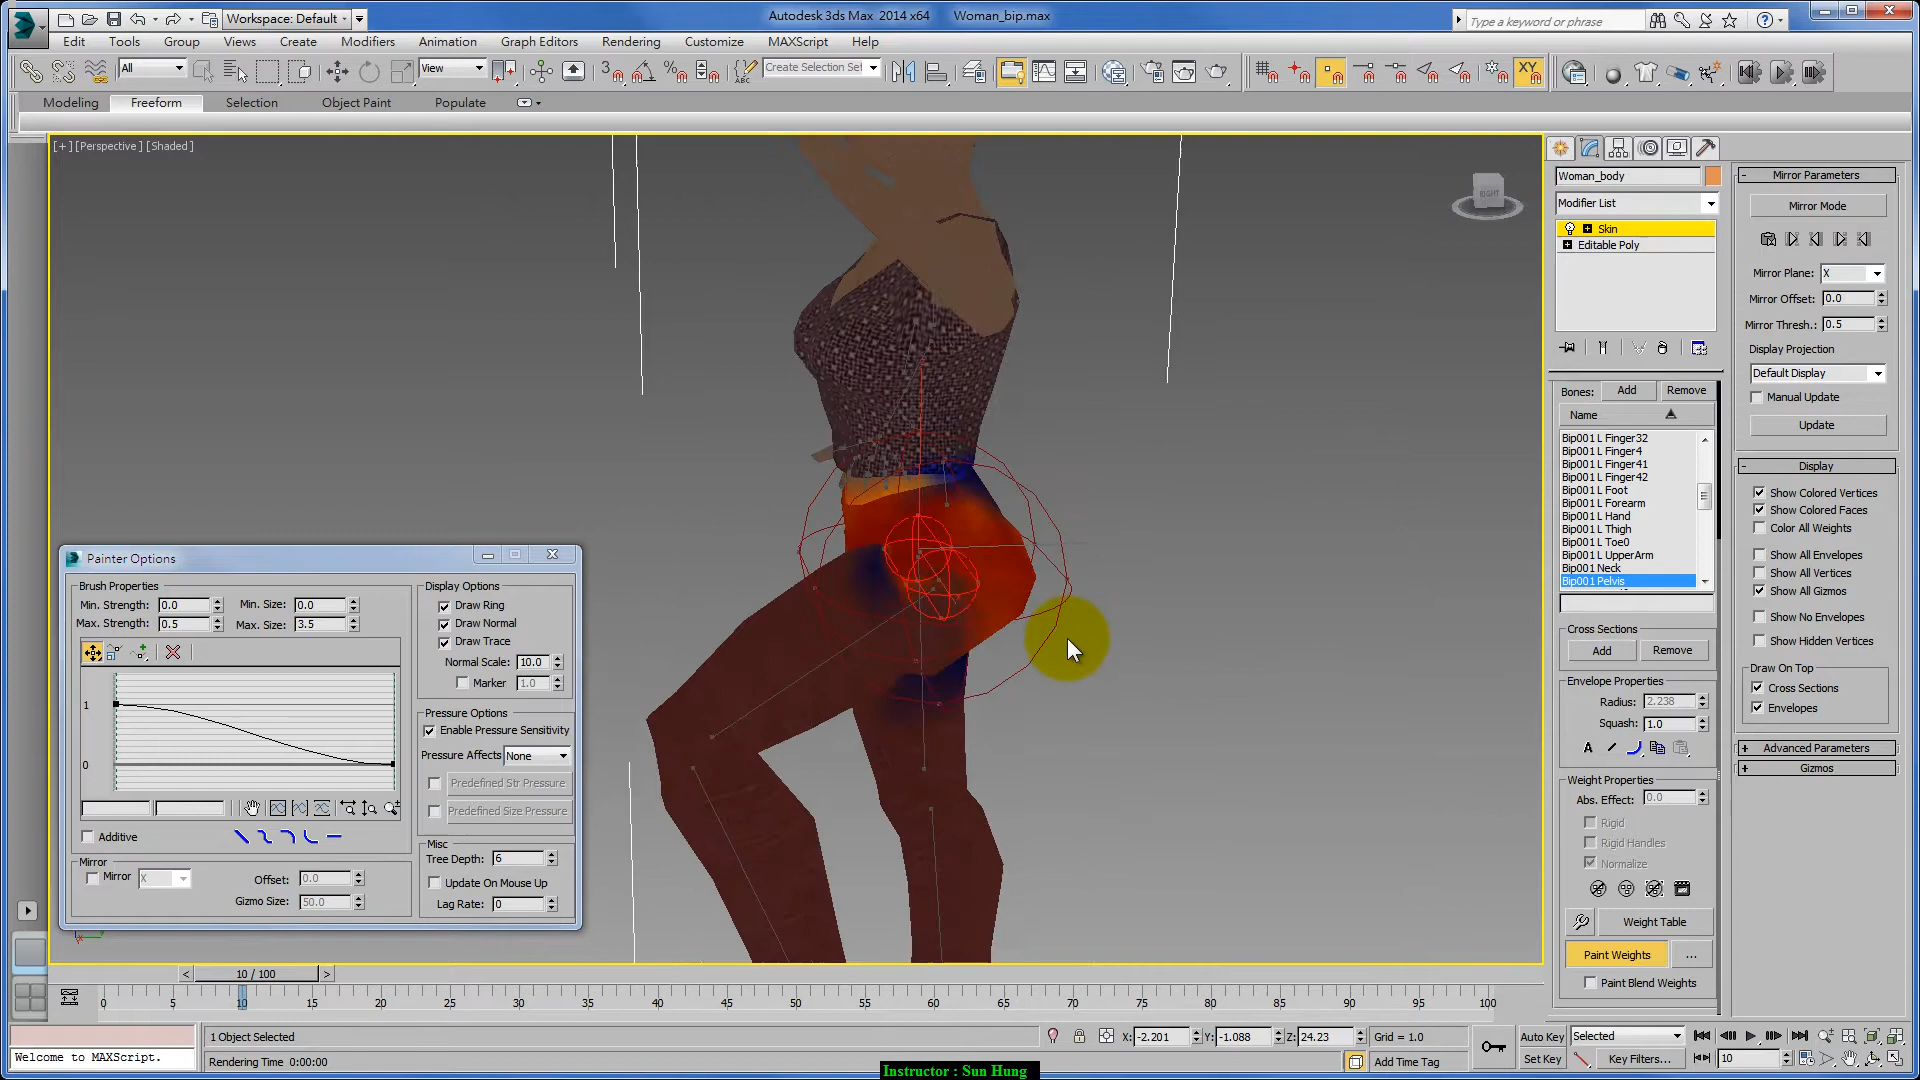 Workspace: Default
Autodesk 3ds Max 2014 x64 Woman_bip.max
Type a keyword or phrase
Edit Tools Group Views Create Modifiers Animation Graph Editors Rendering Customize MAXScript Help
All View Create Selection Set XY
Modeling Freeform Selection Object Paint Populate
[+] [Perspective] [Shaded]
RIGHT
Woman_body
Modifier List
Skin
Editable Poly
Bones: Add Remove
Name
Bip001 L Finger32
Bip001 L Finger4
Bip001 L Finger41
Bip001 L Finger42
Bip001 L Foot
Bip001 L Forearm
Bip001 L Hand
Bip001 L Thigh
Bip001 L Toe0
Bip001 L UpperArm
Bip001 Neck
Bip001 Pelvis
Cross Sections
Add Remove
Envelope Properties
Radius: 2.238
Squash: 1.0
Weight Properties
Abs. Effect: 0.0
Rigid
Rigid Handles
Normalize
Weight Table
Paint Weights ...
Paint Blend Weights
- Mirror Parameters
Mirror Mode
Mirror Plane: X
Mirror Offset: 0.0
Mirror Thresh.: 0.5
Display Projection
Default Display
Manual Update
Update
- Display
Show Colored Vertices
Show Colored Faces
Color All Weights
Show All Envelopes
Show All Vertices
Show All Gizmos
Show No Envelopes
Show Hidden Vertices
Draw On Top
Cross Sections
Envelopes
+ Advanced Parameters
+ Gizmos
Painter Options
Brush Properties
Min. Strength: 0.0 Min. Size: 0.0
Max. Strength: 0.5 Max. Size: 3.5
1
0
Additive
Mirror
Mirror X Offset: 0.0
Gizmo Size: 50.0
Display Options
Draw Ring
Draw Normal
Draw Trace
Normal Scale: 10.0
Marker 1.0
Pressure Options
Enable Pressure Sensitivity
Pressure Affects None
Predefined Str Pressure
Predefined Size Pressure
Misc
Tree Depth: 6
Update On Mouse Up
Lag Rate: 0
< 10 / 100 >
0 5 10 15 20 25 30 35 40 45 50 55 60 65 70 75 80 85 90 95 100
1 Object Selected X: -2.201 Y: -1.088 Z: 24.23 Grid = 1.0 Auto Key Selected
Welcome to MAXScript. Rendering Time 0:00:00 Add Time Tag Set Key Key Filters... 10
Instructor : Sun Hung